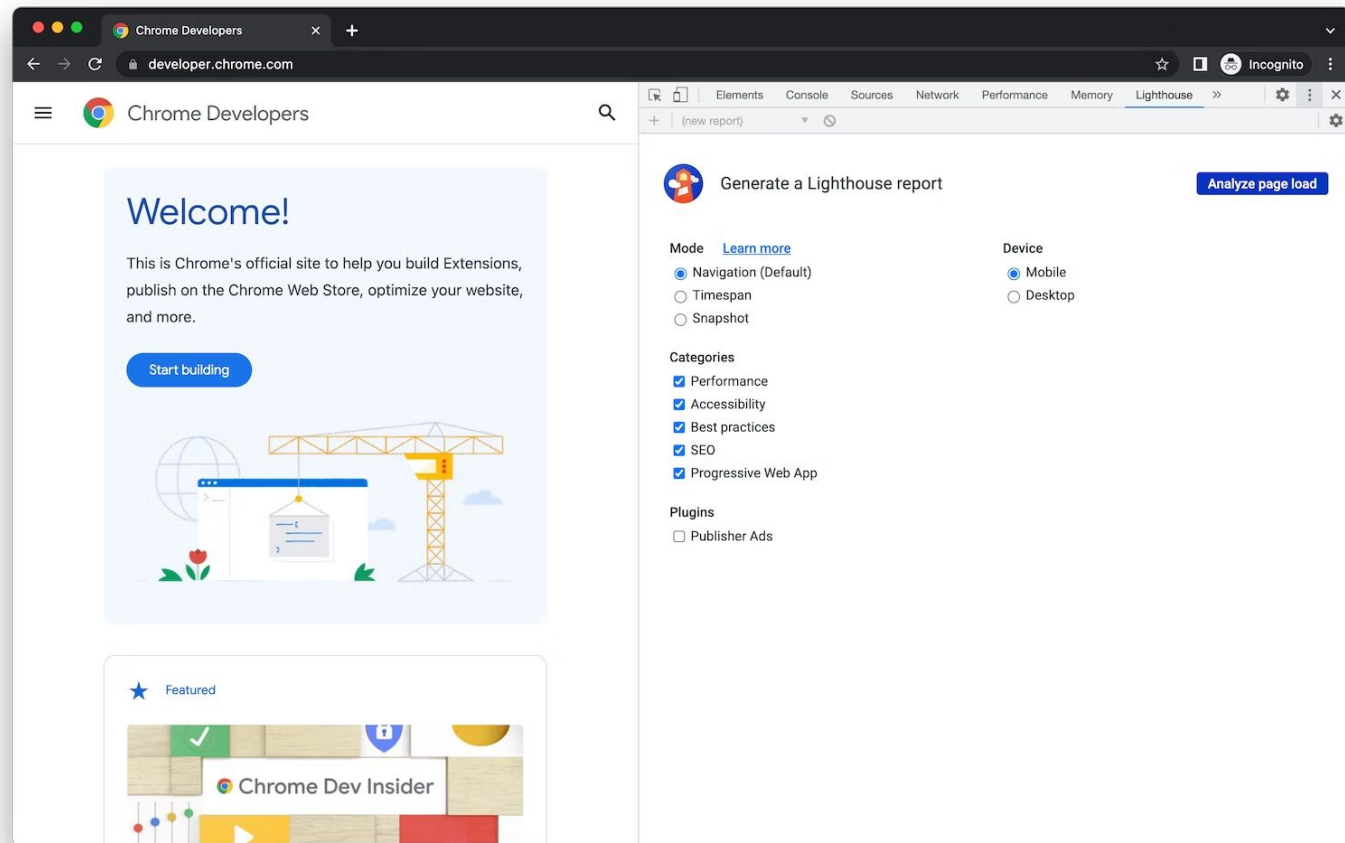 Chrome Developers
developer.chrome.com
Incognito
Chrome Developers
Welcome!
This is Chrome's official site to help you build Extensions,
publish on the Chrome Web Store, optimize your website,
and more.
Start building
Featured
Chrome Dev Insider
Elements Console Sources Network Performance Memory Lighthouse
(new report)
Generate a Lighthouse report
Analyze page load
Mode Learn more
Navigation (Default)
Timespan
Snapshot
Device
Mobile
Desktop
Categories
Performance
Accessibility
Best practices
SEO
Progressive Web App
Plugins
Publisher Ads